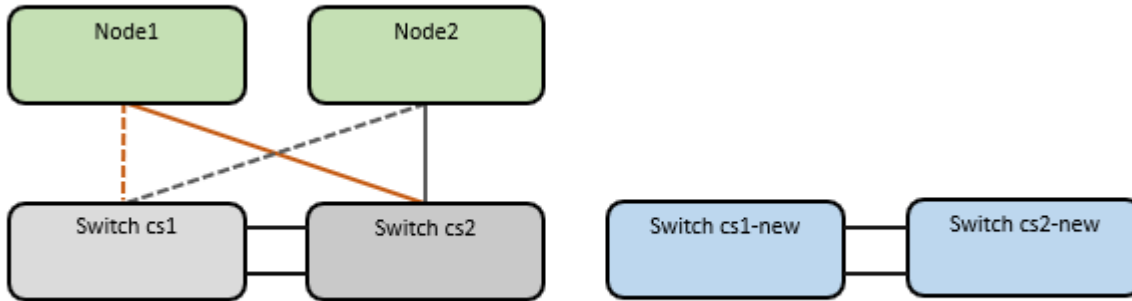 Node1
Node2
Switch cs1
Switch cs2
Switch cs1-new
Switch cs2-new